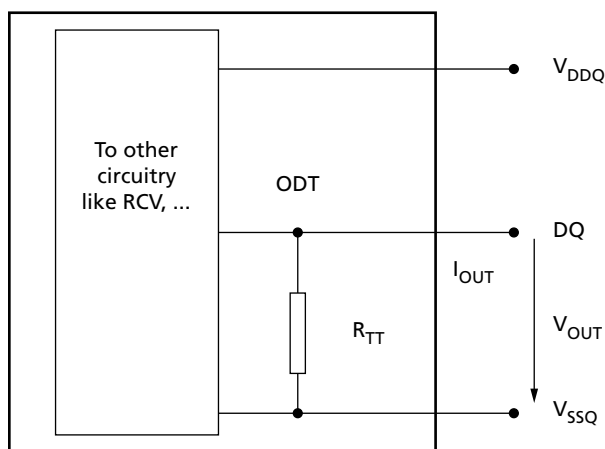 V_DDQ
To other
circuitry
like RCV, ...
ODT
DQ
I_OUT
R_TT
V_OUT
V_SSQ